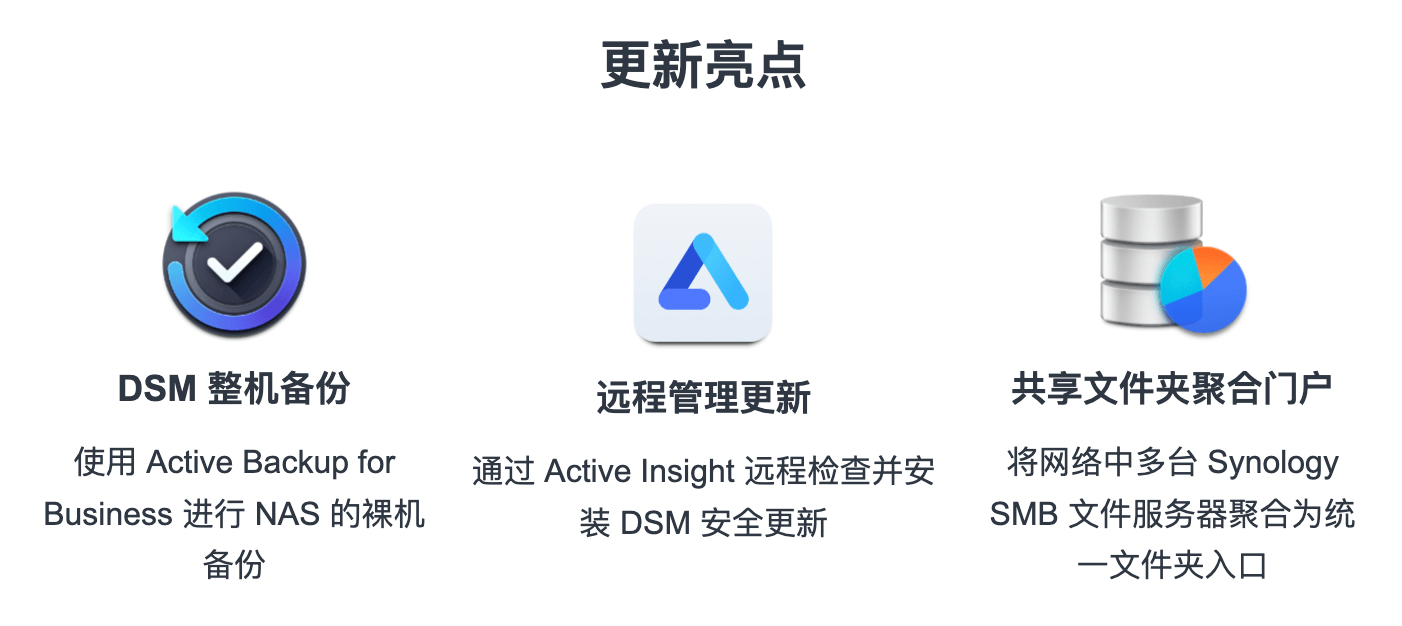 更新亮点
DSM 整机备份
使用 Active Backup for
Business 进行 NAS 的裸机
备份
远程管理更新
通过 Active Insight 远程检查并安
装 DSM 安全更新
共享文件夹聚合门户
将网络中多台 Synology
SMB 文件服务器聚合为统
一文件夹入口